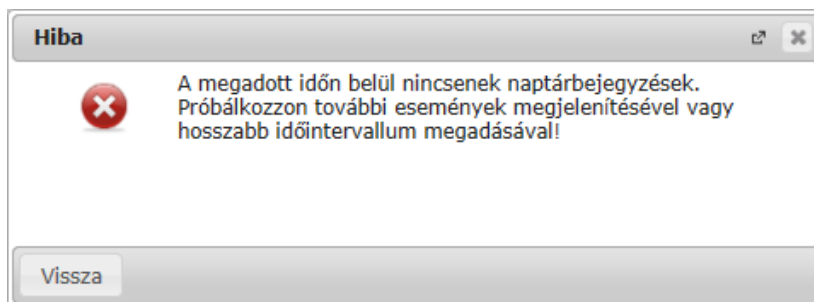 Hiba
A megadott időn belül nincsenek naptárbejegyzések.
Próbálkozzon további események megjelenítésével vagy
hosszabb időintervallum megadásával!
Vissza